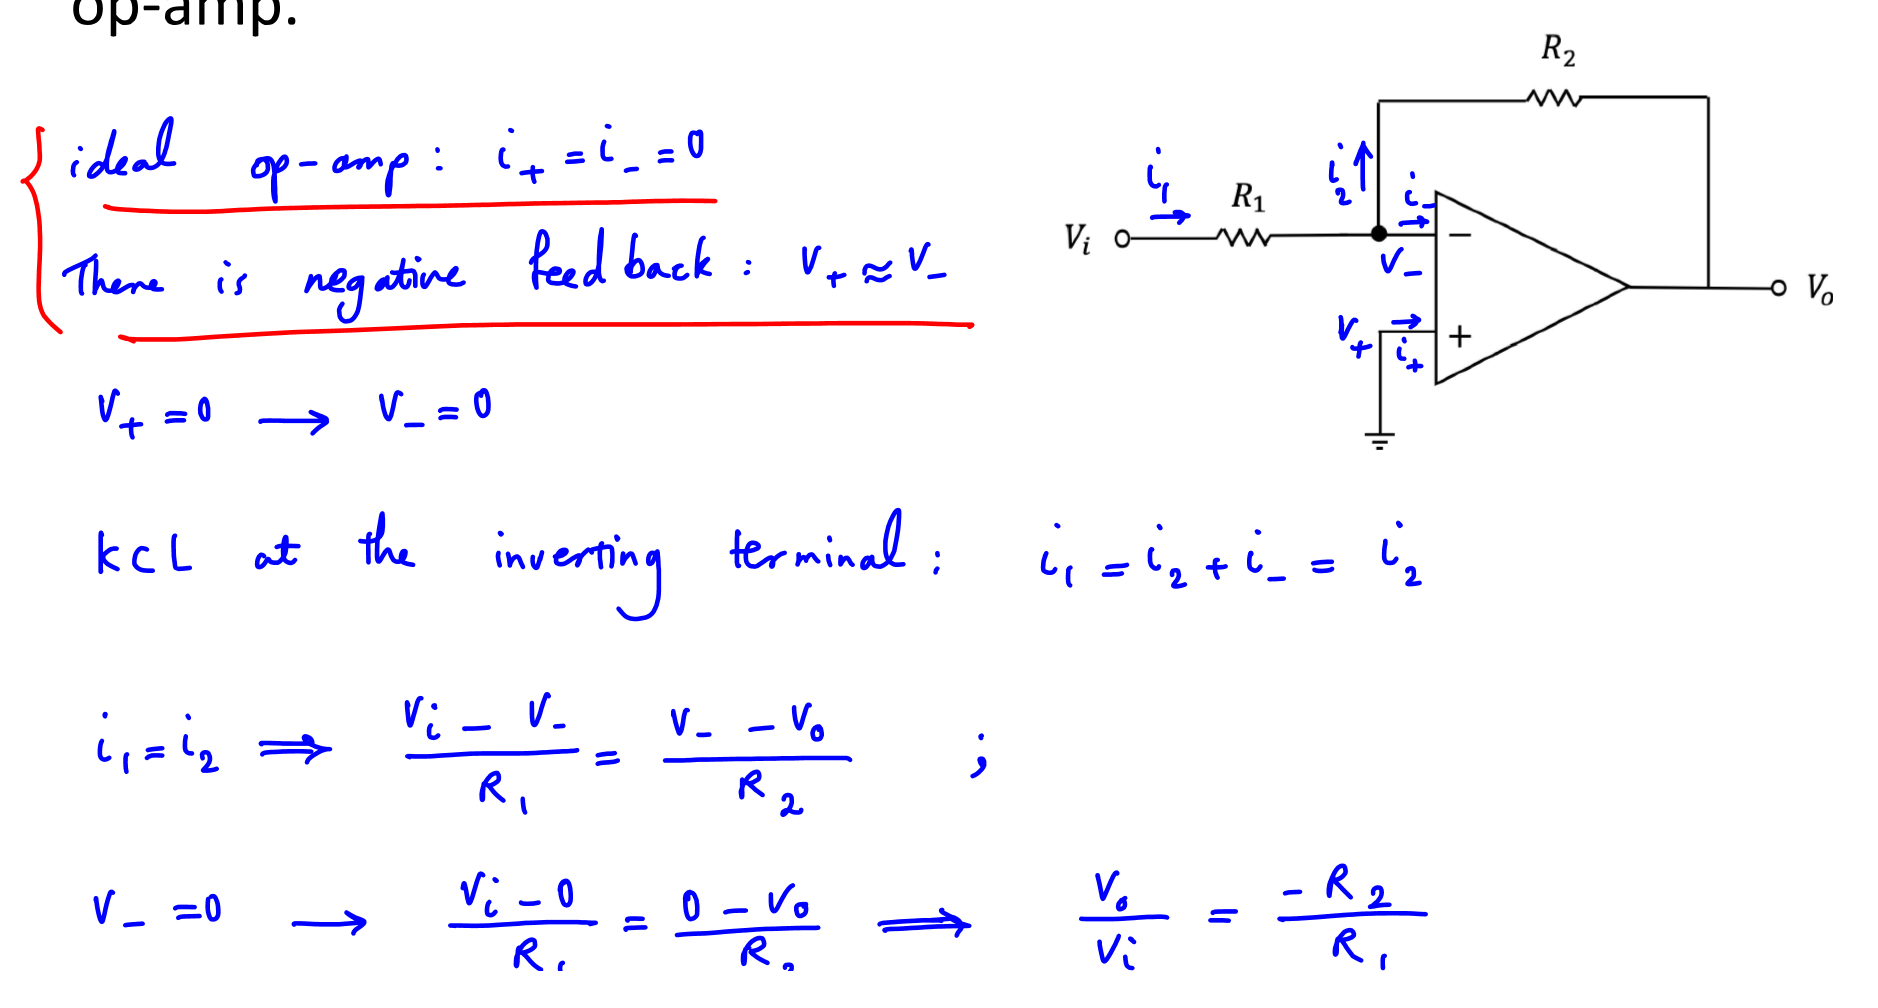 op-amp.
ideal op-amp: i₊ = i₋ = 0
There is negative feedback: V₊ ≈ V₋
V₊ = 0 ⟶ V₋ = 0
KCL at the inverting terminal: i₁ = i₂ + i₋ = i₂
i₁ = i₂ ⟹ (Vi − V₋)/R₁ = (V₋ − Vo)/R₂ ;
V₋ = 0 ⟶ (Vi − 0)/R₁ = (0 − Vo)/R₂ ⟹ Vo/Vi = −R₂/R₁
R₂
i₁
R₁
i₂
i₋
Vi
−
V₋
Vo
V₊
i₊
+